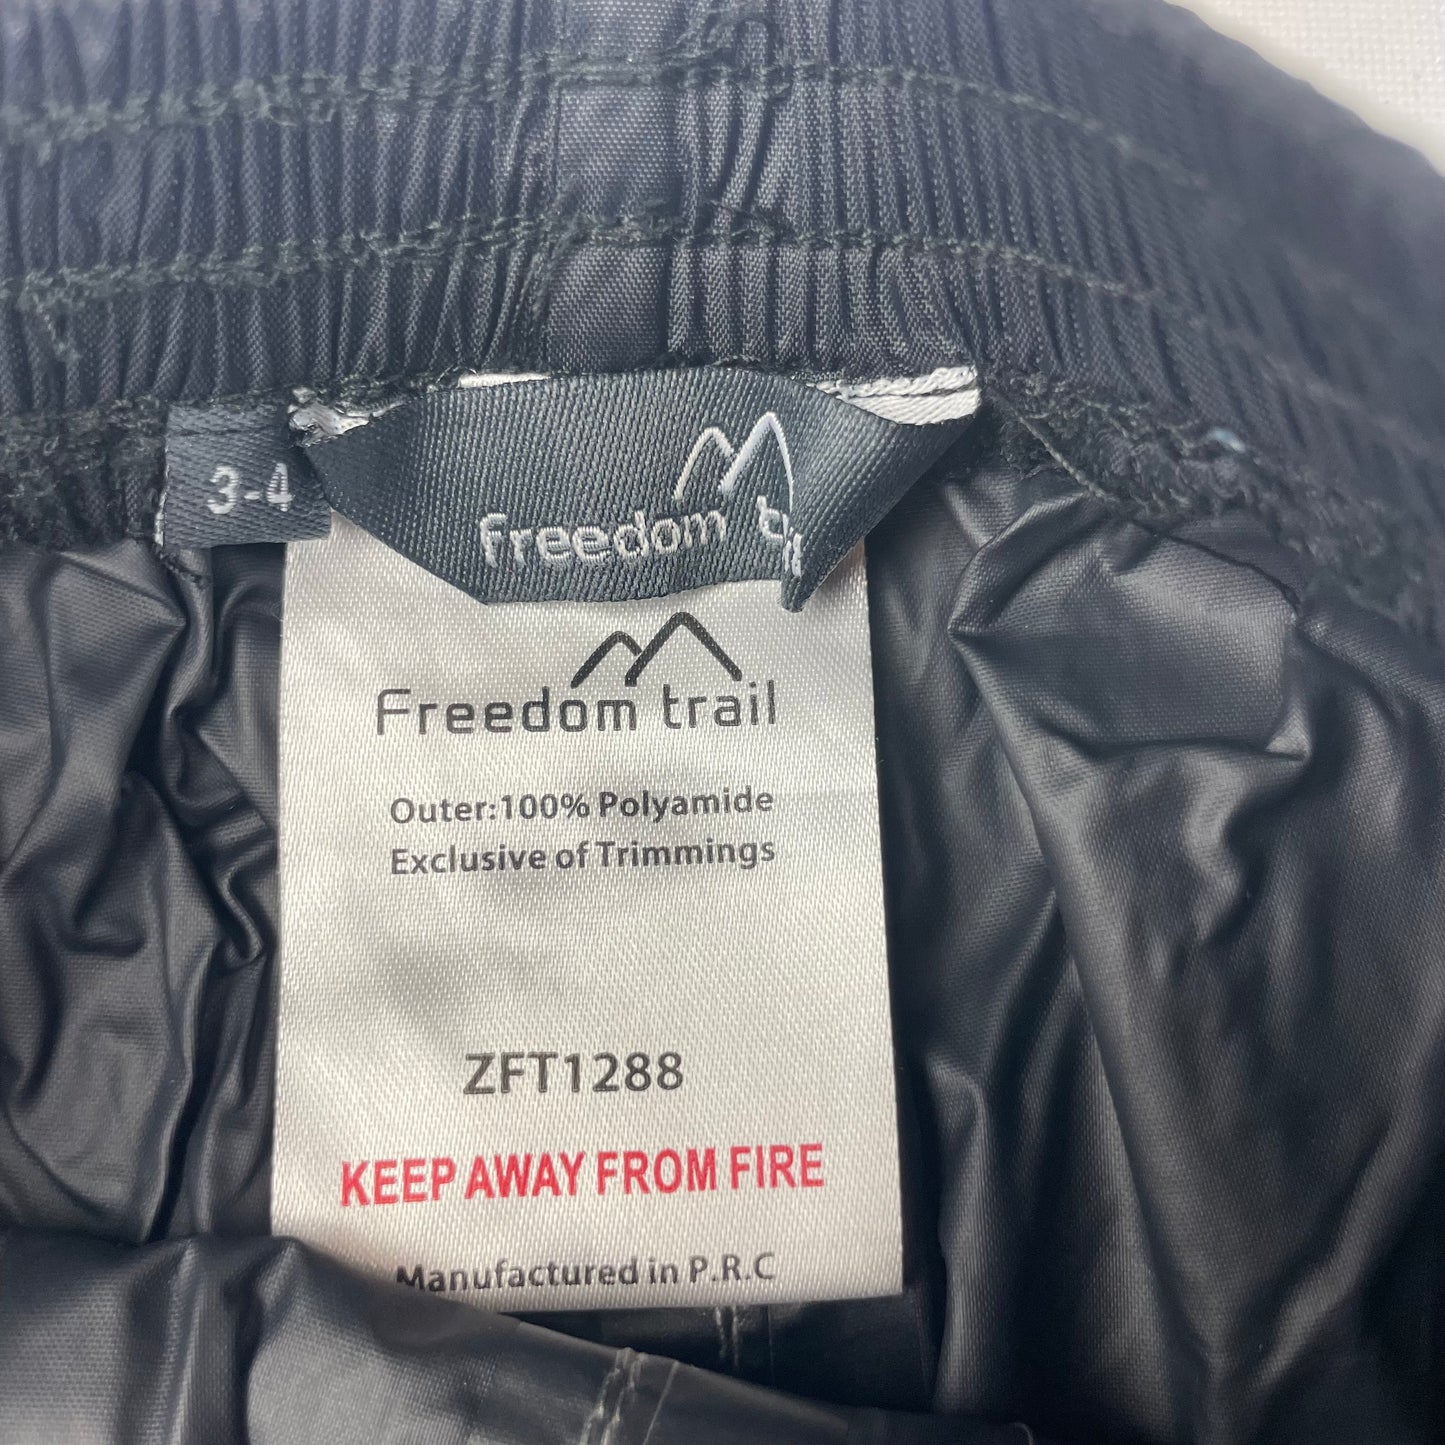 3-4
freedom
Freedom trail
Outer:100% Polyamide
Exclusive of Trimmings
ZFT1288
KEEP AWAY FROM FIRE
Manufactured in P.R.C